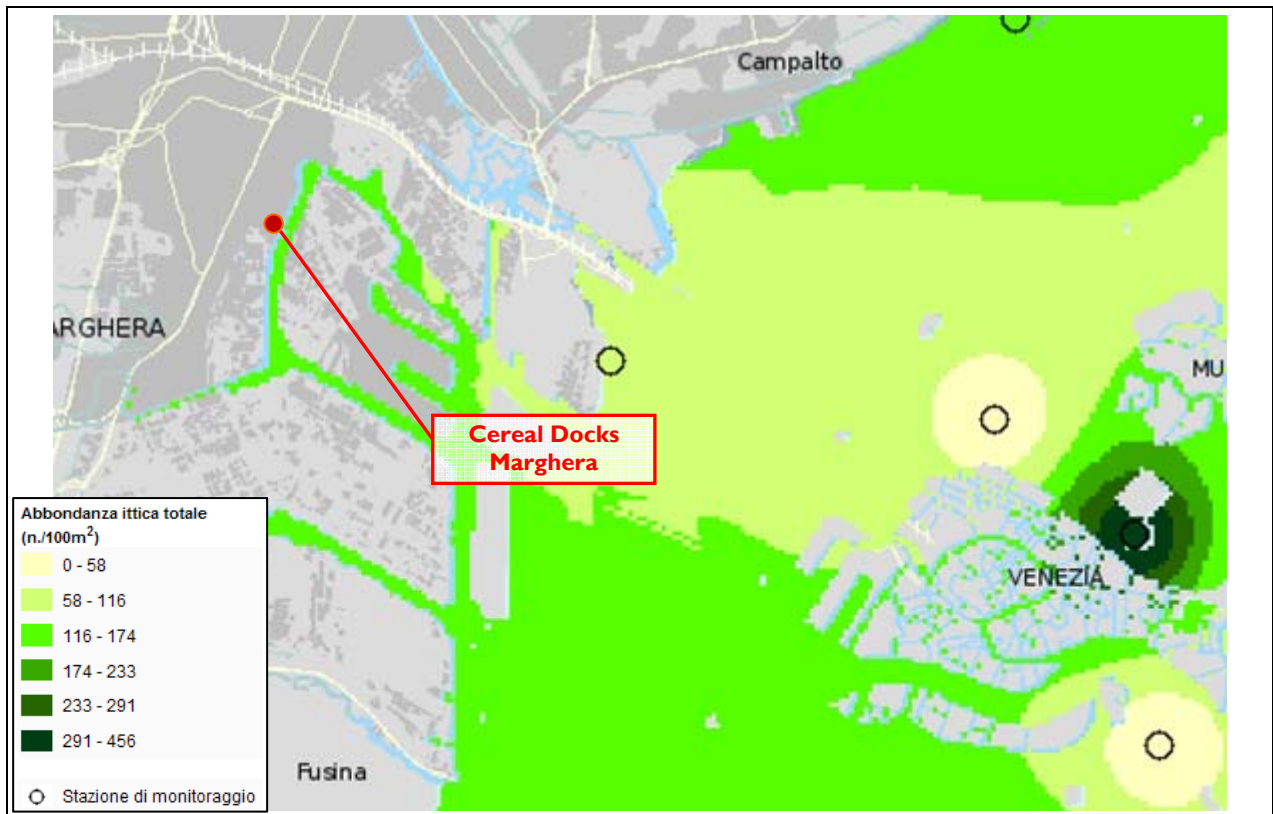 Campalto
ARGHERA
MU
Cereal Docks
Marghera
VENEZIA
Fusina
Abbondanza ittica totale
(n./100m²)
0 - 58
58 - 116
116 - 174
174 - 233
233 - 291
291 - 456
Stazione di monitoraggio